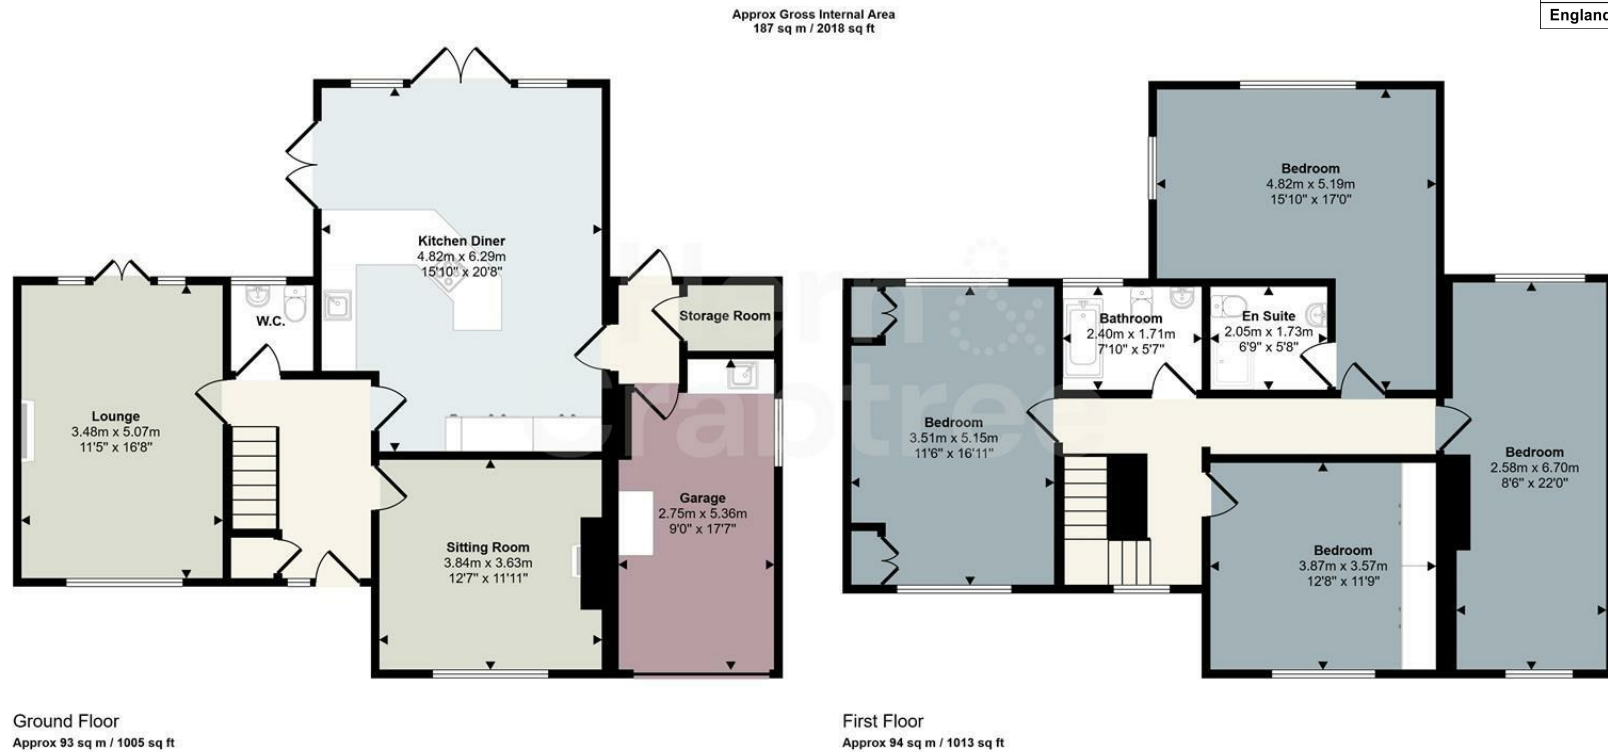 Approx Gross Internal Area
187 sq m / 2018 sq ft
England
Kitchen Diner
4.82m x 6.29m
15'10" x 20'8"
W.C.
Storage Room
Lounge
3.48m x 5.07m
11'5" x 16'8"
Garage
2.75m x 5.36m
9'0" x 17'7"
Sitting Room
3.84m x 3.63m
12'7" x 11'11"
Ground Floor
Approx 93 sq m / 1005 sq ft
Bedroom
4.82m x 5.19m
15'10" x 17'0"
Bathroom
2.40m x 1.71m
7'10" x 5'7"
En Suite
2.05m x 1.73m
6'9" x 5'8"
Bedroom
3.51m x 5.15m
11'6" x 16'11"
Bedroom
2.58m x 6.70m
8'6" x 22'0"
Bedroom
3.87m x 3.57m
12'8" x 11'9"
First Floor
Approx 94 sq m / 1013 sq ft
&
Crabtree